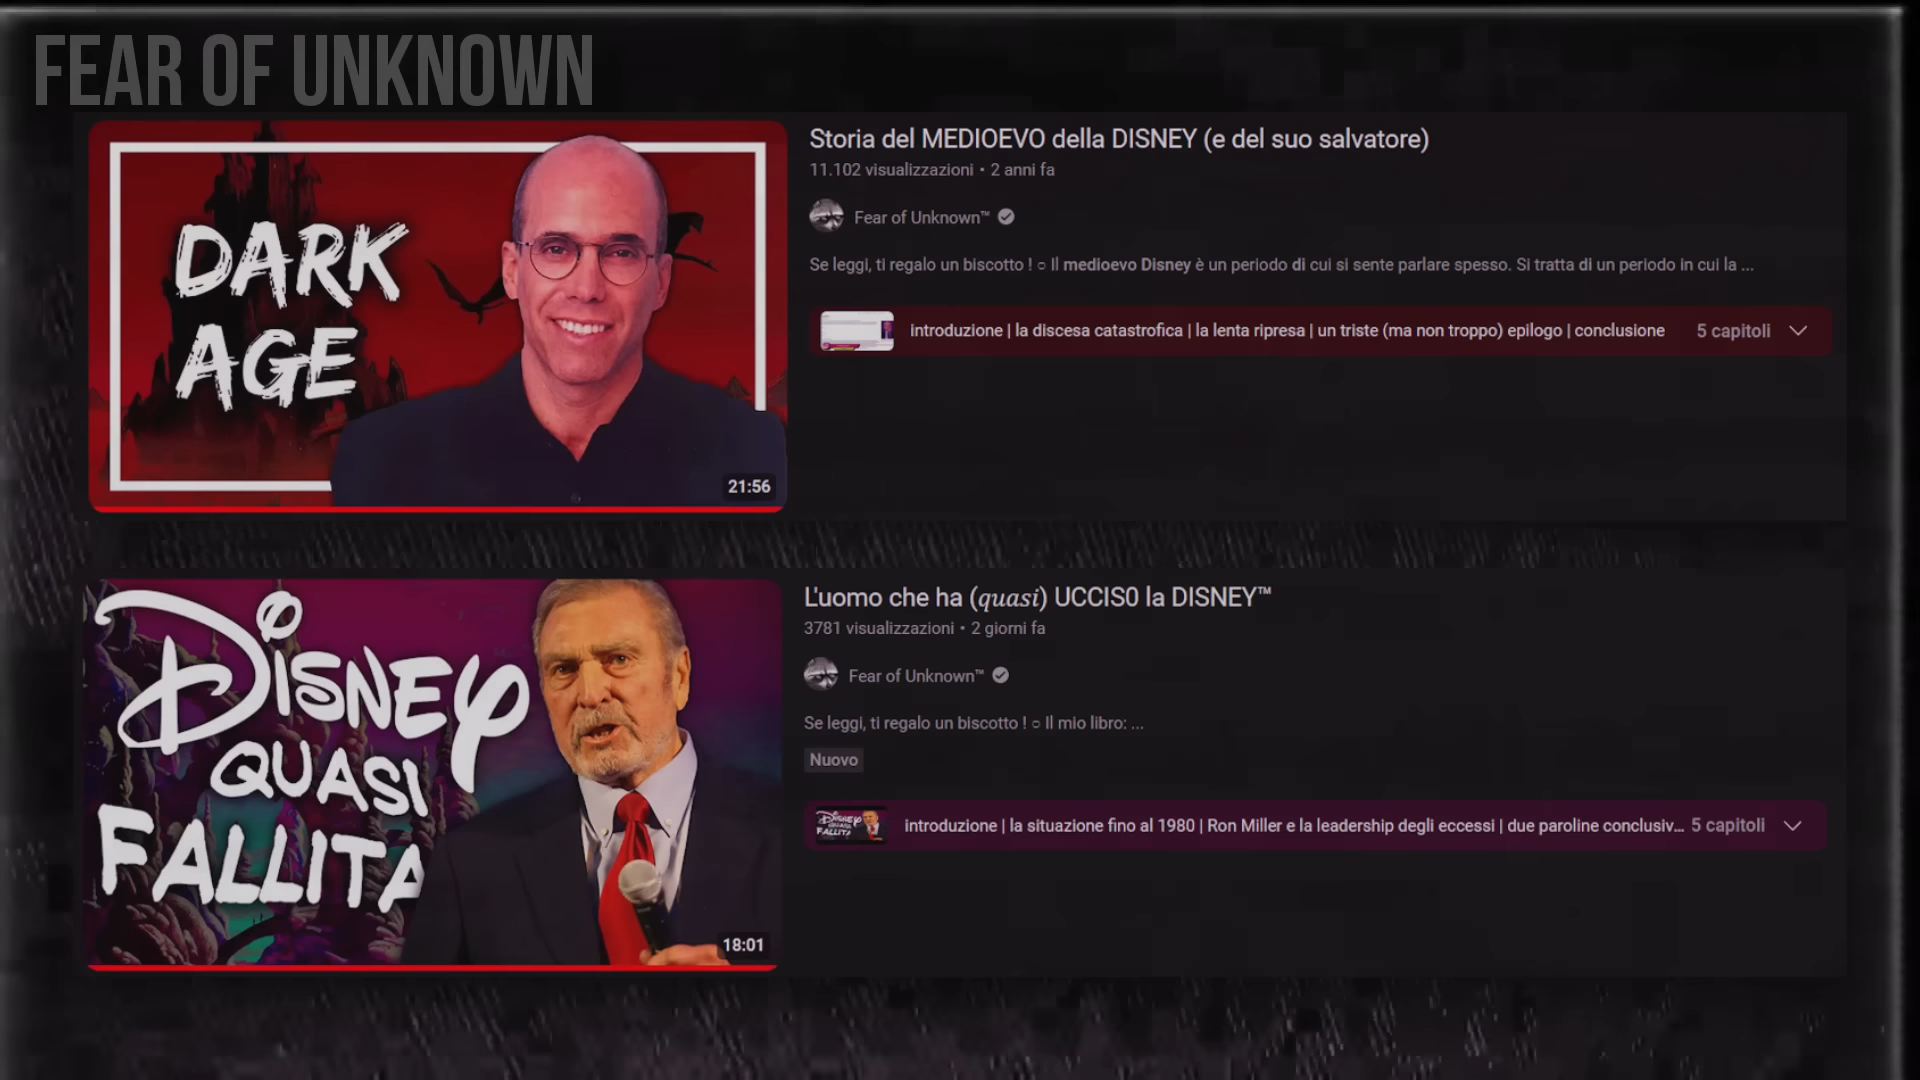 FEAR OF UNKNOWN
DARK
AGE
21:56
Storia del MEDIOEVO della DISNEY (e del suo salvatore)
11.102 visualizzazioni • 2 anni fa
Fear of Unknown™
Se leggi, ti regalo un biscotto ! ○ Il medioevo Disney è un periodo di cui si sente parlare spesso. Si tratta di un periodo in cui la ...
introduzione | la discesa catastrofica | la lenta ripresa | un triste (ma non troppo) epilogo | conclusione 5 capitoli
DISNEY
QUASI
FALLITA
18:01
L'uomo che ha (quasi) UCCIS0 la DISNEY™
3781 visualizzazioni • 2 giorni fa
Fear of Unknown™
Se leggi, ti regalo un biscotto ! ○ Il mio libro: ...
Nuovo
DISNEY
QUASI
FALLITA
introduzione | la situazione fino al 1980 | Ron Miller e la leadership degli eccessi | due paroline conclusiv... 5 capitoli